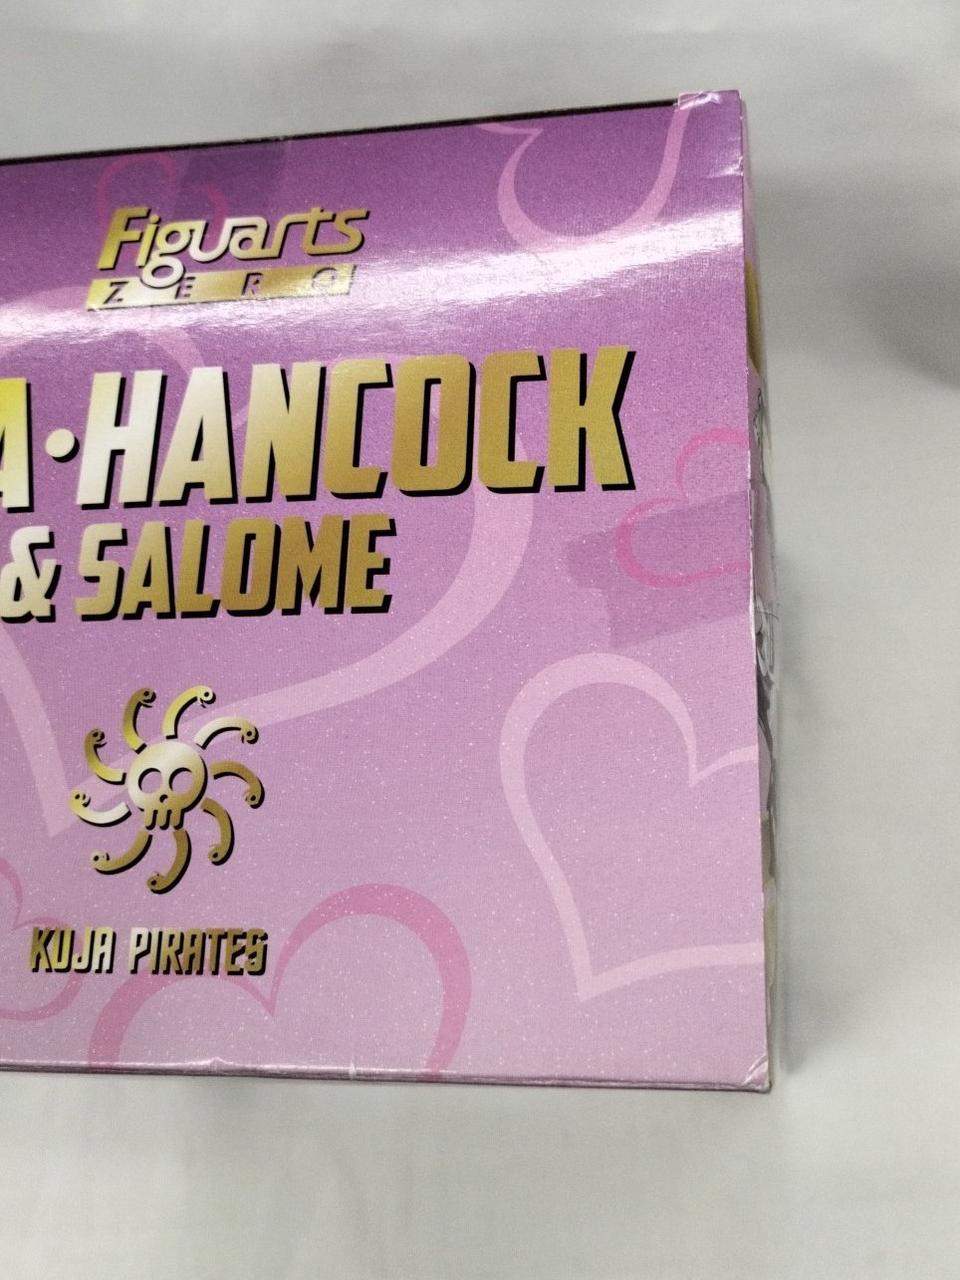 Figuarts
ZERO
A·HANCOCK
& SALOME
KUJA PIRATES